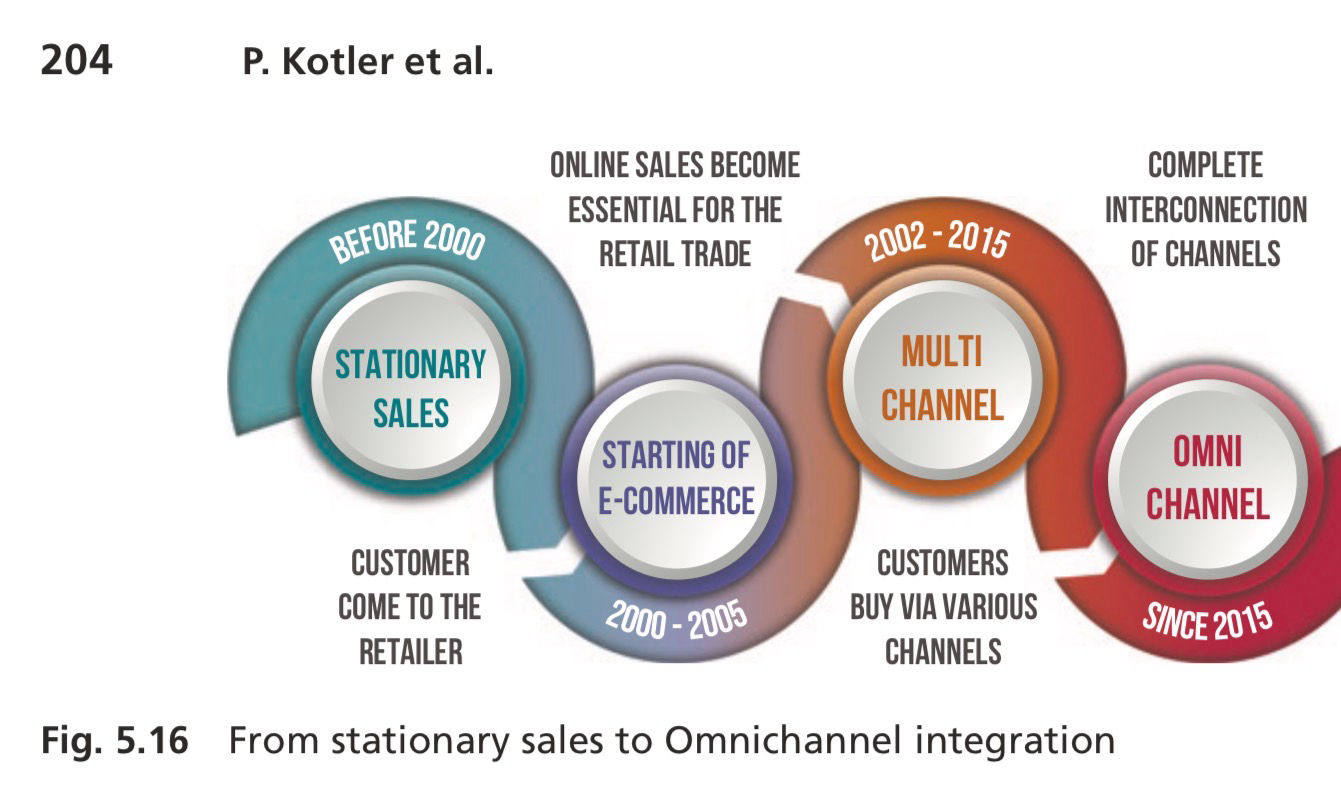 204 P. Kotler et al.
BEFORE 2000
STATIONARY
SALES
CUSTOMER
COME TO THE
RETAILER
ONLINE SALES BECOME
ESSENTIAL FOR THE
RETAIL TRADE
STARTING OF
E-COMMERCE
2000 - 2005
2002 - 2015
MULTI
CHANNEL
CUSTOMERS
BUY VIA VARIOUS
CHANNELS
COMPLETE
INTERCONNECTION
OF CHANNELS
OMNI
CHANNEL
SINCE 2015
Fig. 5.16 From stationary sales to Omnichannel integration